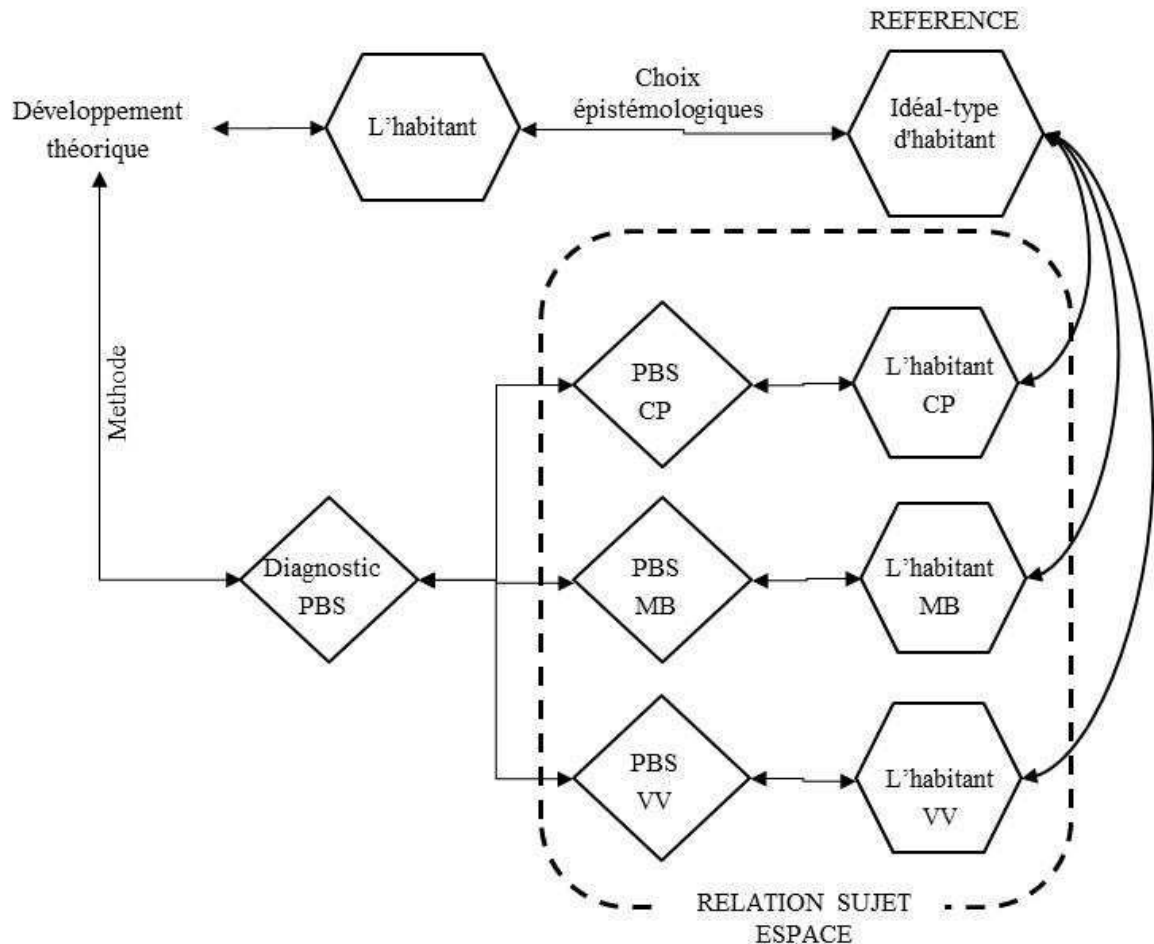 REFERENCE
Développement
théorique
L'habitant
Choix
épistémologiques
Idéal-type
d'habitant
Methode
Diagnostic
PBS
PBS
CP
L'habitant
CP
PBS
MB
L'habitant
MB
PBS
VV
L'habitant
VV
RELATION SUJET
ESPACE